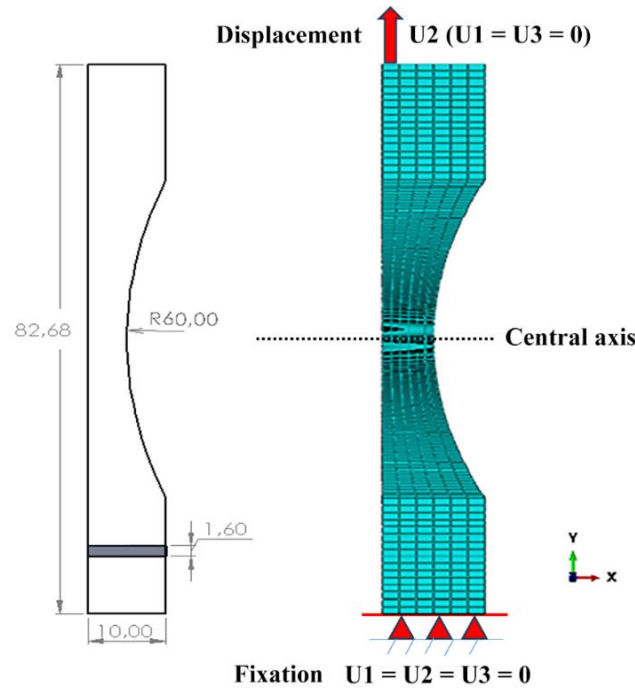 Displacement U2 (U1 = U3 = 0)
82,68
R60,00
Central axis
1,60
Y
X
10,00
Fixation U1 = U2 = U3 = 0